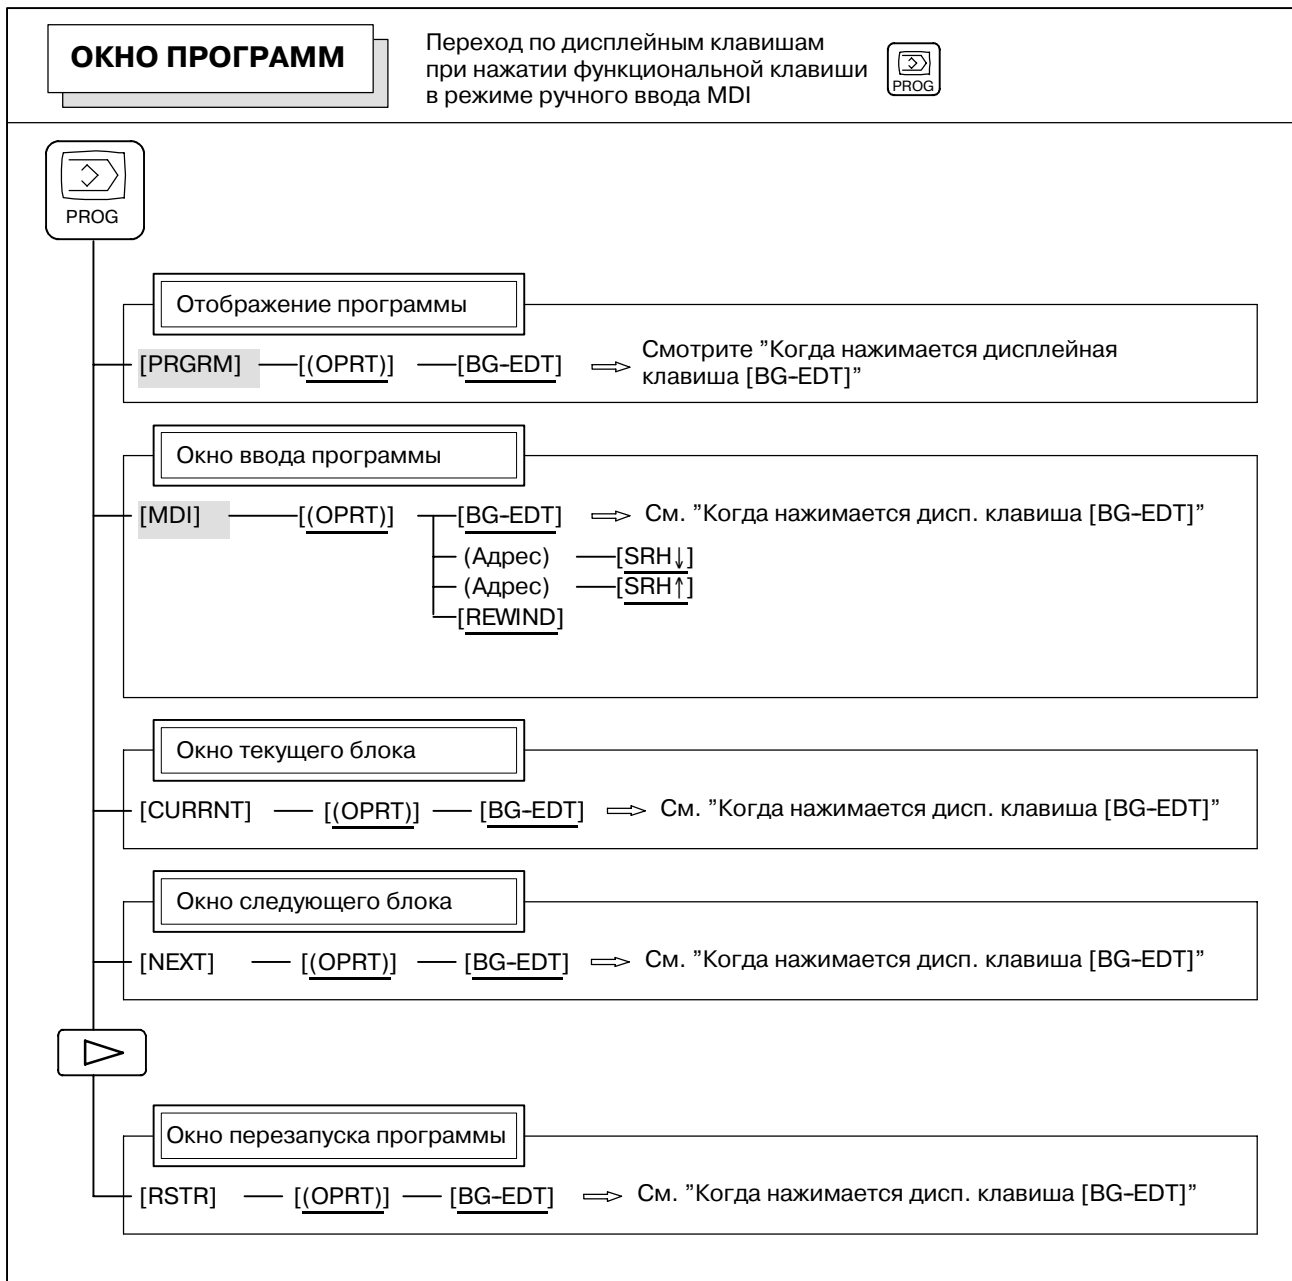 ОКНО ПРОГРАММ
Переход по дисплейным клавишам
при нажатии функциональной клавиши
в режиме ручного ввода MDI
PROG
PROG
Отображение программы
[PRGRM] [(OPRT)] [BG-EDT] ⇒ Смотрите ”Когда нажимается дисплейная
клавиша [BG-EDT]”
Окно ввода программы
[MDI] [(OPRT)] [BG-EDT] ⇒ См. ”Когда нажимается дисп. клавиша [BG-EDT]”
(Адрес) [SRH↓]
(Адрес) [SRH↑]
[REWIND]
Окно текущего блока
[CURRNT] [(OPRT)] [BG-EDT] ⇒ См. ”Когда нажимается дисп. клавиша [BG-EDT]”
Окно следующего блока
[NEXT] [(OPRT)] [BG-EDT] ⇒ См. ”Когда нажимается дисп. клавиша [BG-EDT]”
Окно перезапуска программы
[RSTR] [(OPRT)] [BG-EDT] ⇒ См. ”Когда нажимается дисп. клавиша [BG-EDT]”